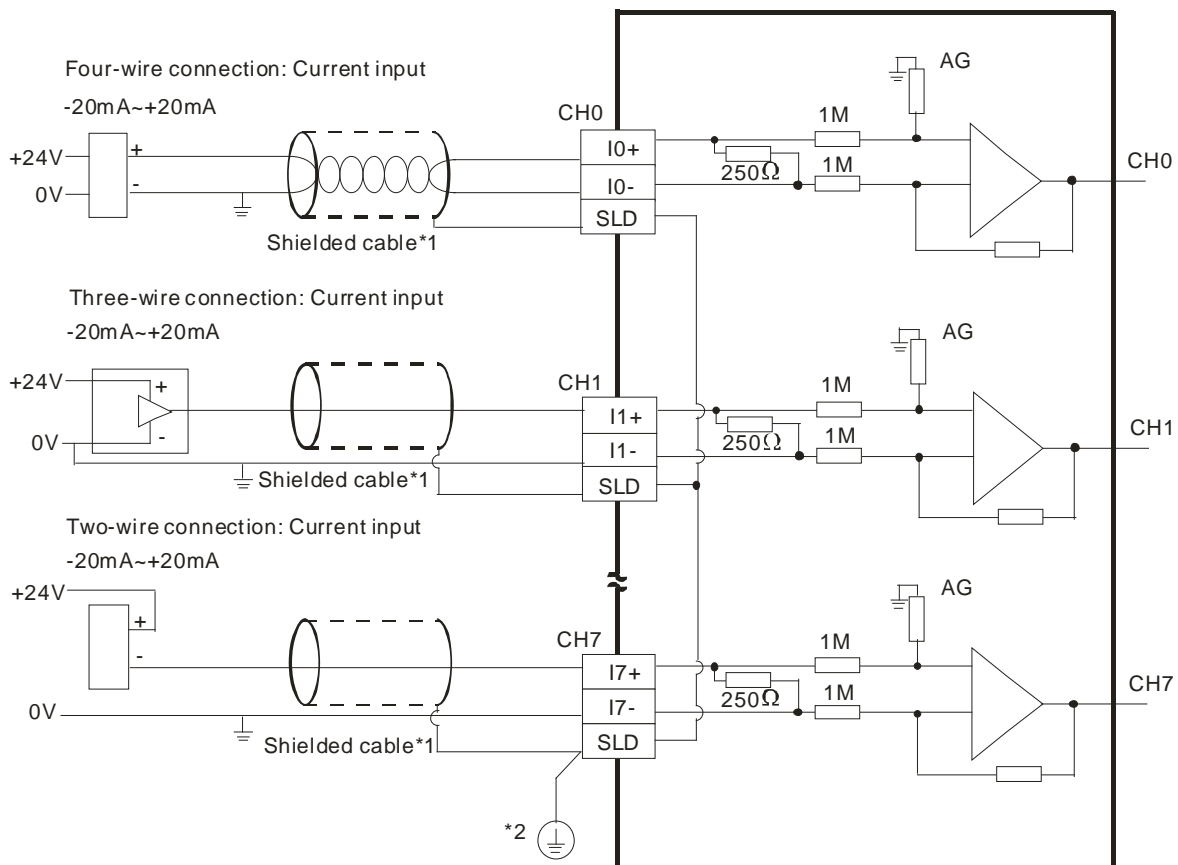 Four-wire connection: Current input
-20mA~+20mA
+24V
0V
+
-
Shielded cable*1
CH0
I0+
I0-
SLD
250Ω
1M
1M
AG
CH0
Three-wire connection: Current input
-20mA~+20mA
+24V
0V
+
-
Shielded cable*1
CH1
I1+
I1-
SLD
250Ω
1M
1M
AG
CH1
Two-wire connection: Current input
-20mA~+20mA
+24V
0V
+
-
Shielded cable*1
CH7
I7+
I7-
SLD
250Ω
1M
1M
AG
CH7
*2